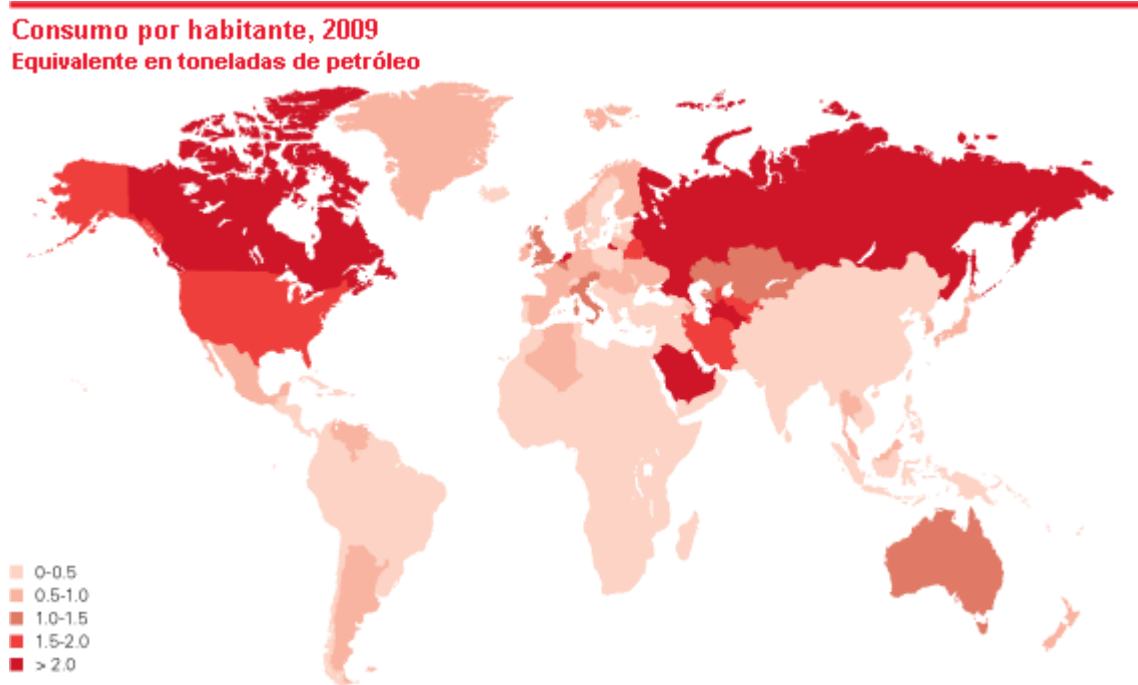 Consumo por habitante, 2009
Equivalente en toneladas de petróleo
0-0.5
0.5-1.0
1.0-1.5
1.5-2.0
> 2.0